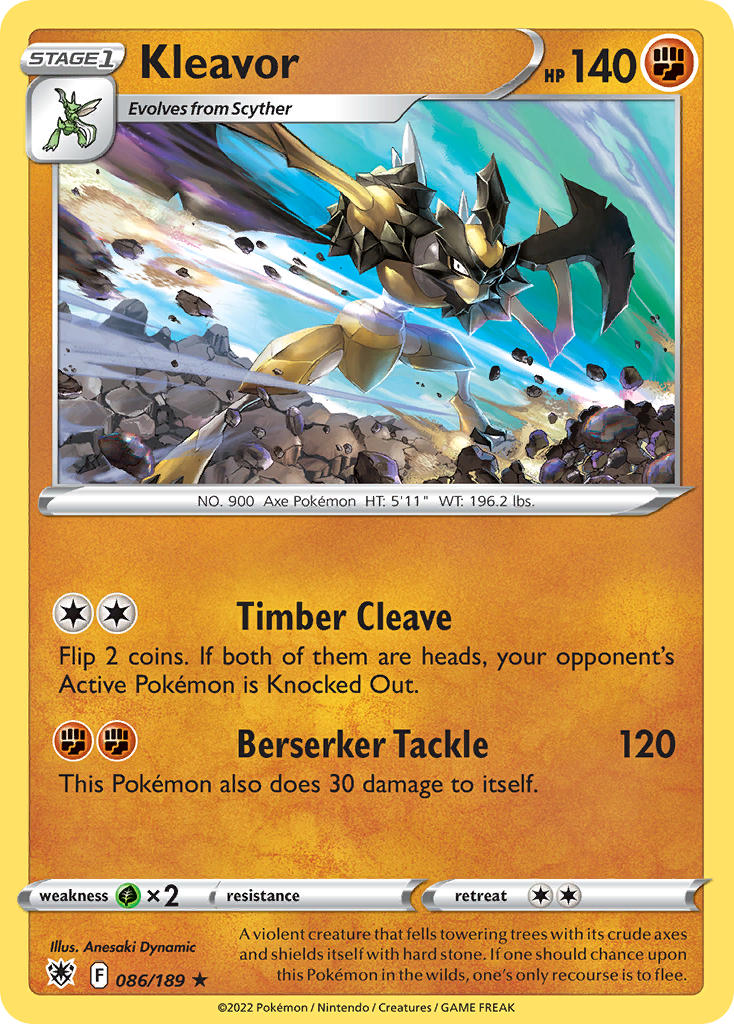 STAGE 1
Kleavor
HP 140
Evolves from Scyther
NO. 900 Axe Pokémon HT: 5'11" WT: 196.2 lbs.
Timber Cleave
Flip 2 coins. If both of them are heads, your opponent's
Active Pokémon is Knocked Out.
Berserker Tackle 120
This Pokémon also does 30 damage to itself.
weakness ×2 resistance retreat
Illus. Anesaki Dynamic
F 086/189 ★
A violent creature that fells towering trees with its crude axes
and shields itself with hard stone. If one should chance upon
this Pokémon in the wilds, one's only recourse is to flee.
©2022 Pokémon / Nintendo / Creatures / GAME FREAK